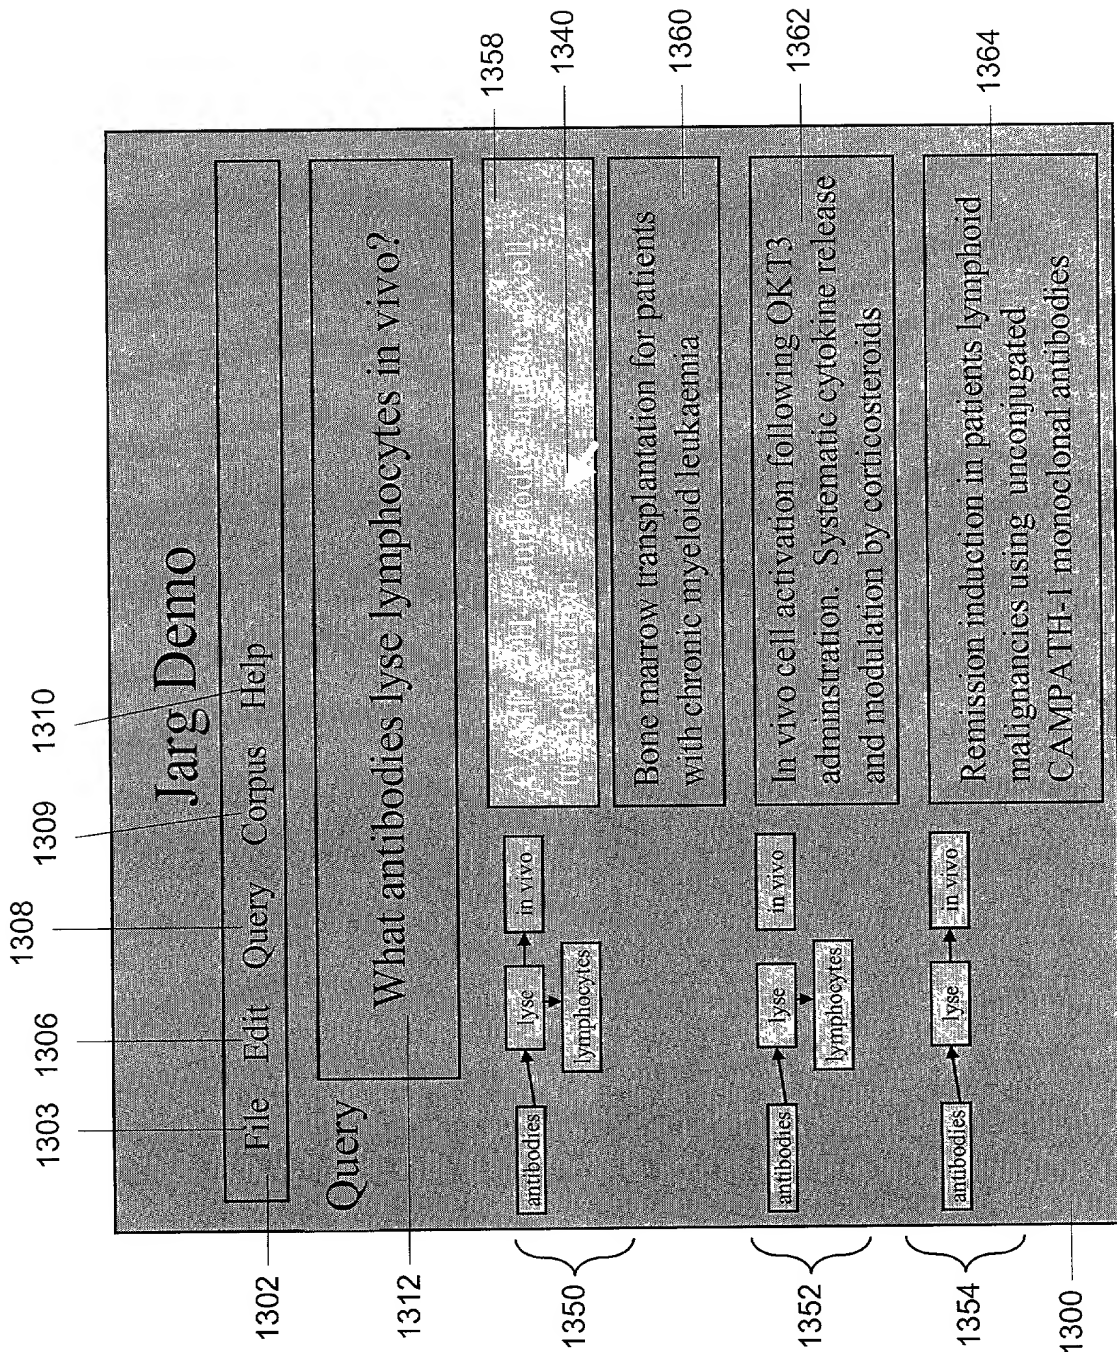 Jarg Demo
1303
1306
1308
1309
1310
1302
File Edit Query Corpus Help
Query
1312
What antibodies lyse lymphocytes in vivo?
1350
antibodies
lyse
in vivo
lymphocytes
1358
1340
Bone marrow transplantation for patients
with chronic myeloid leukaemia
1360
1352
antibodies
lyse
in vivo
lymphocytes
In vivo cell activation following OKT3
adminstration. Systematic cytokine release
and modulation by corticosteroids
1362
1354
antibodies
lyse
in vivo
Remission induction in patients lymphoid
malignancies using unconjugated
CAMPATH-1 monoclonal antibodies
1364
1300